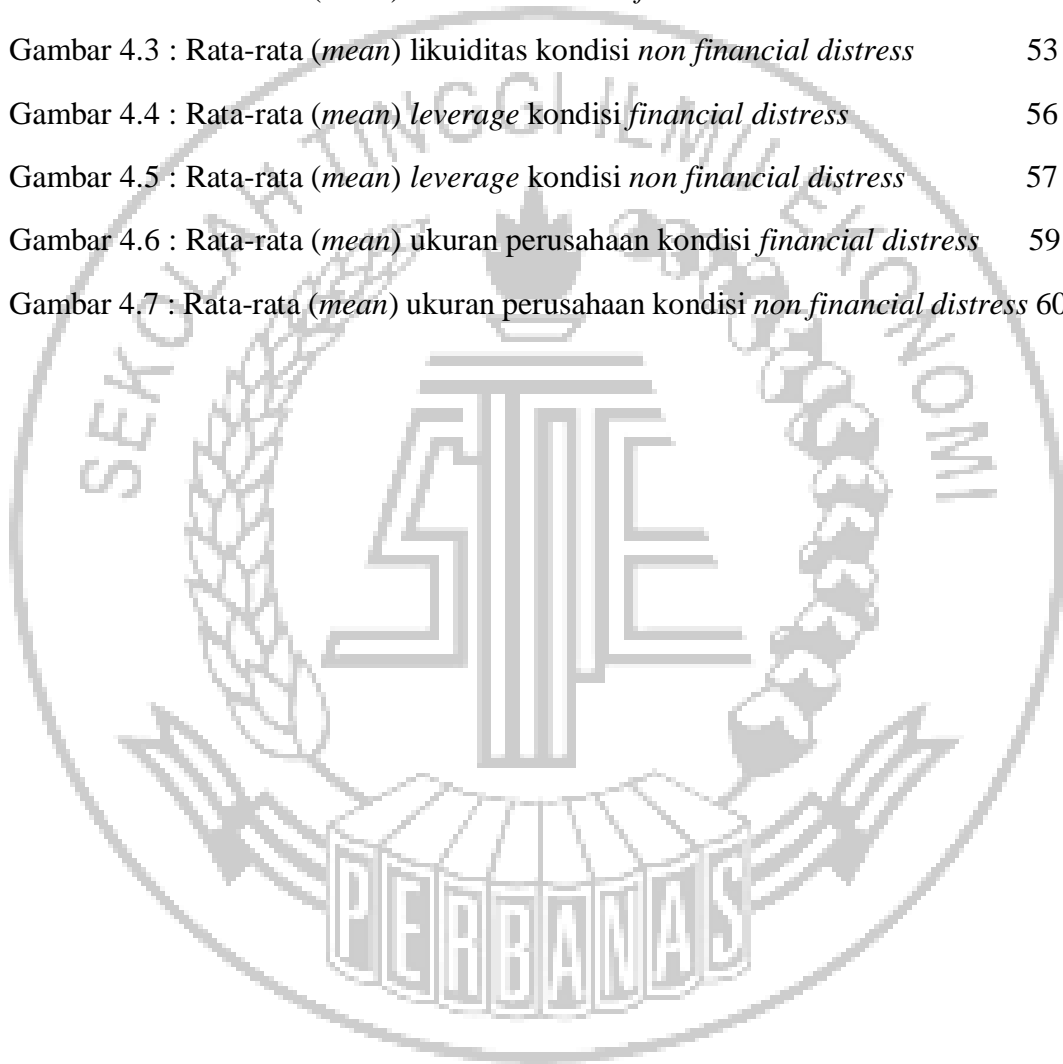 Gambar 4.3 : Rata-rata (mean) likuiditas kondisi non financial distress 53
Gambar 4.4 : Rata-rata (mean) leverage kondisi financial distress 56
Gambar 4.5 : Rata-rata (mean) leverage kondisi non financial distress 57
Gambar 4.6 : Rata-rata (mean) ukuran perusahaan kondisi financial distress 59
Gambar 4.7 : Rata-rata (mean) ukuran perusahaan kondisi non financial distress 60
SEKOLAH TINGGI ILMU EKONOMI
STIE
PERBANAS